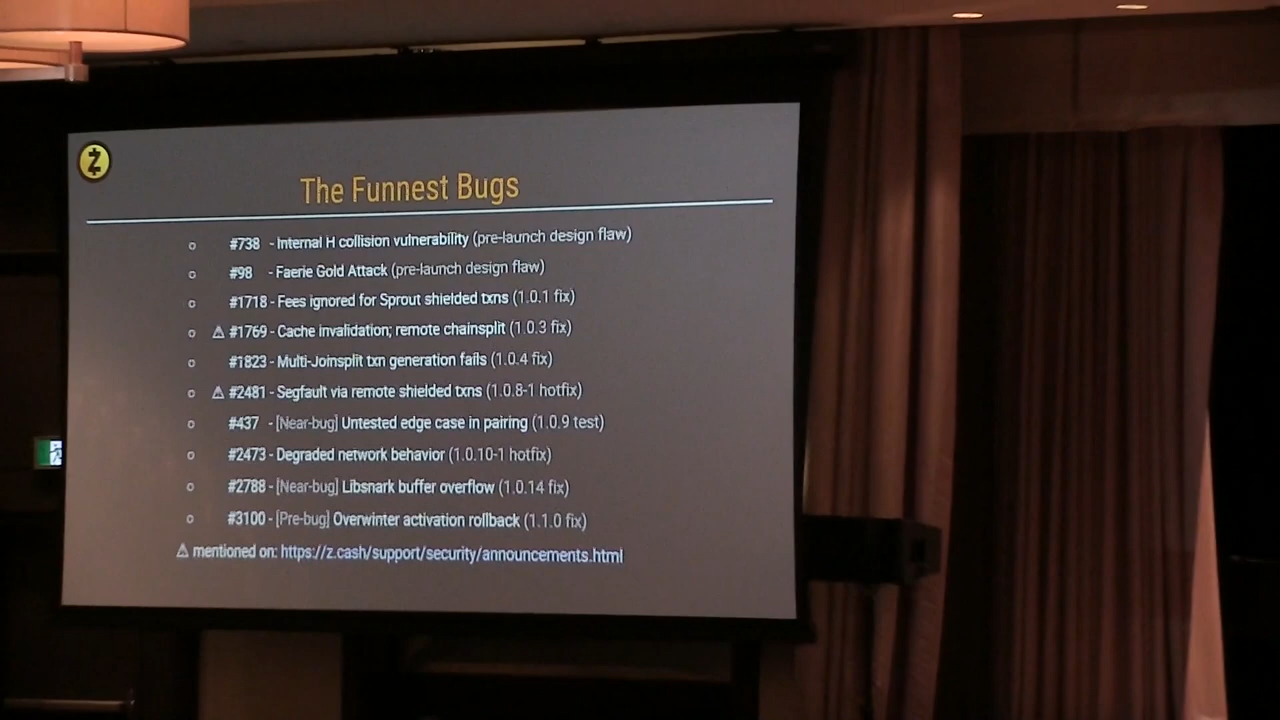 The Funnest Bugs
#738 - Internal H collision vulnerability (pre-launch design flaw)
#98 - Faerie Gold Attack (pre-launch design flaw)
#1718 - Fees ignored for Sprout shielded txns (1.0.1 fix)
⚠ #1769 - Cache invalidation; remote chainsplit (1.0.3 fix)
#1823 - Multi-Joinsplit txn generation fails (1.0.4 fix)
⚠ #2481 - Segfault via remote shielded txns (1.0.8-1 hotfix)
#437 - [Near-bug] Untested edge case in pairing (1.0.9 test)
#2473 - Degraded network behavior (1.0.10-1 hotfix)
#2788 - [Near-bug] Libsnark buffer overflow (1.0.14 fix)
#3100 - [Pre-bug] Overwinter activation rollback (1.1.0 fix)
⚠ mentioned on: https://z.cash/support/security/announcements.html